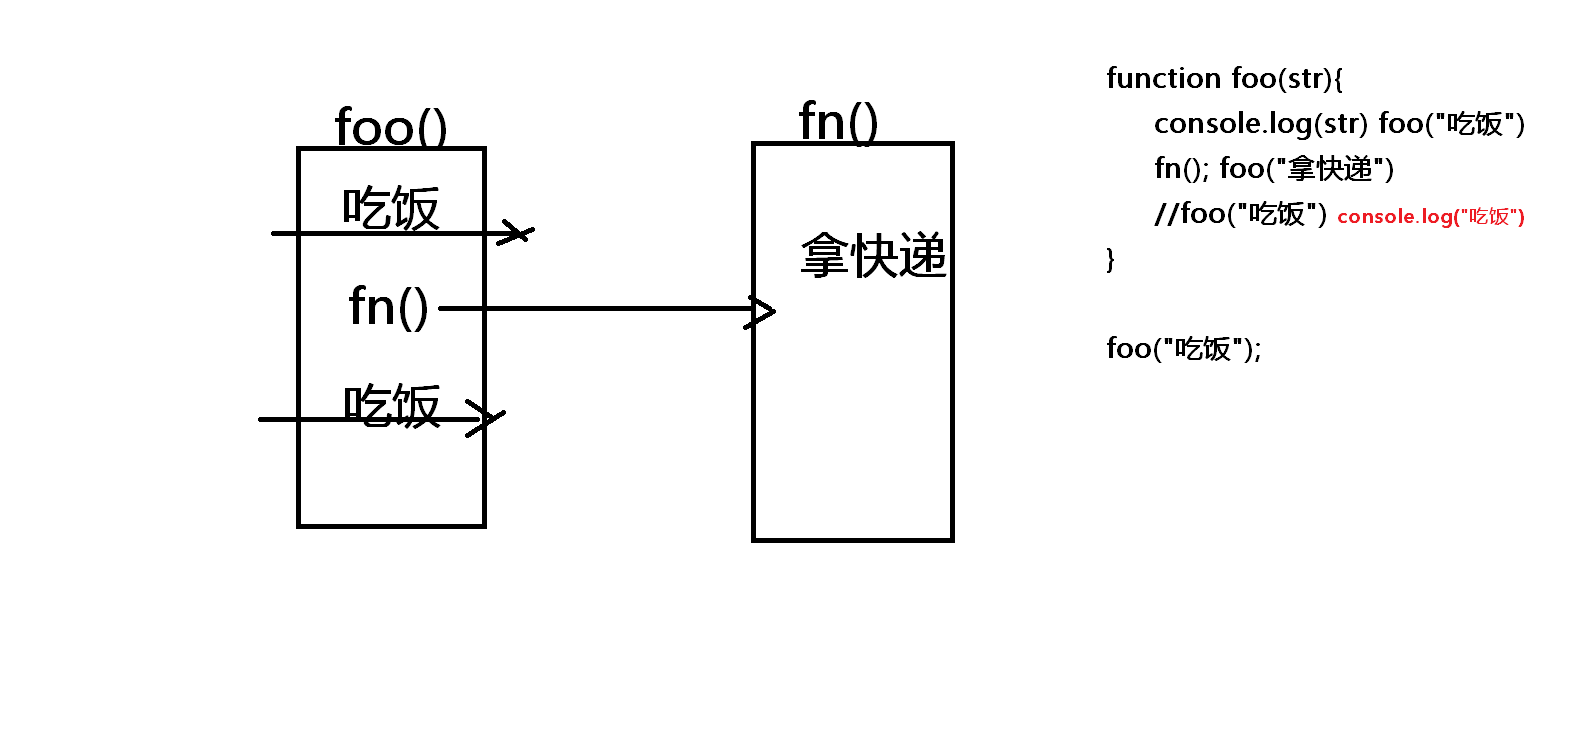 foo()
吃饭
fn()
吃饭
fn()
拿快递
function foo(str){
console.log(str) foo("吃饭")
fn(); foo("拿快递")
//foo("吃饭") console.log("吃饭")
}
foo("吃饭");